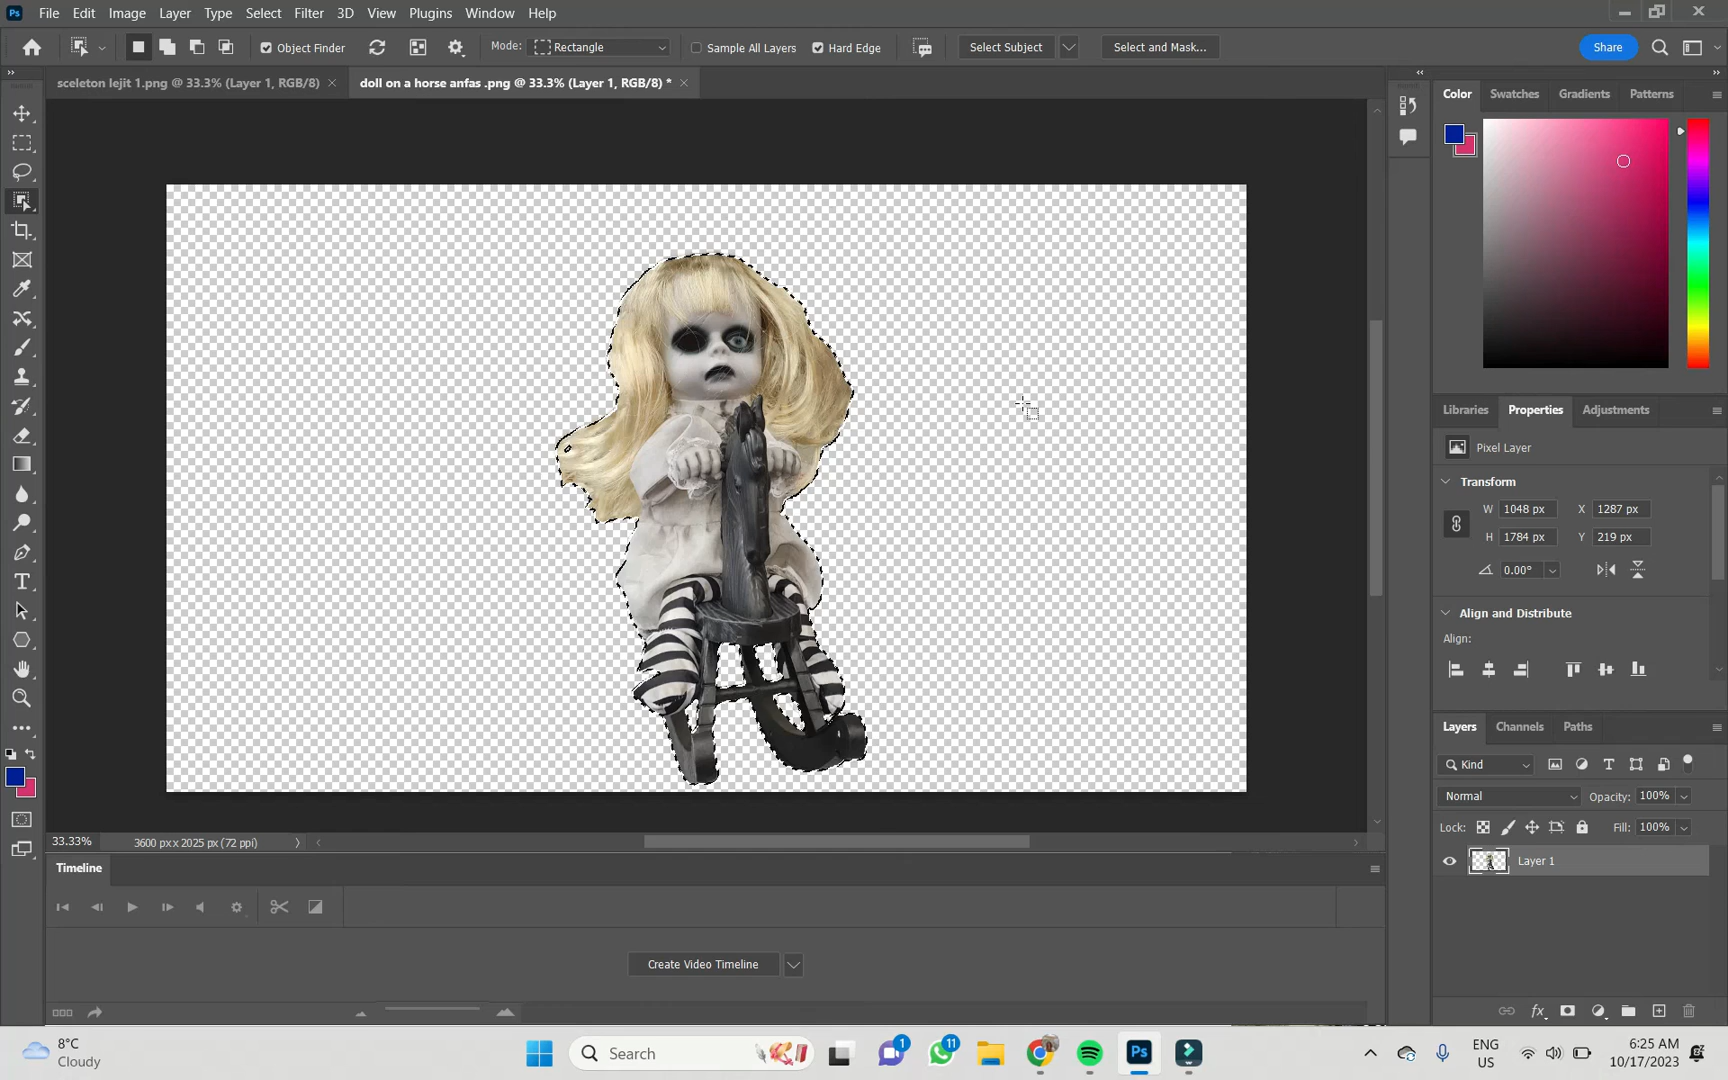 Ps File Edit Image Layer Type Select Filter 3D View Plugins Window Help
Object Finder Mode: Rectangle Sample All Layers Hard Edge Select Subject Select and Mask... Share
sceleton lejit 1.png @ 33.3% (Layer 1, RGB/8) doll on a horse anfas .png @ 33.3% (Layer 1, RGB/8) *
Color Swatches Gradients Patterns
Libraries Properties Adjustments
Pixel Layer
Transform
W 1048 px X 1287 px
H 1784 px Y 219 px
0.00°
Align and Distribute
Align:
Layers Channels Paths
Kind
Normal Opacity: 100%
Lock: Fill: 100%
Layer 1
33.33% 3600 px x 2025 px (72 ppi)
Timeline
Create Video Timeline
8°C
Cloudy
Search
1
11
Ps
ENG
US
6:25 AM
10/17/2023